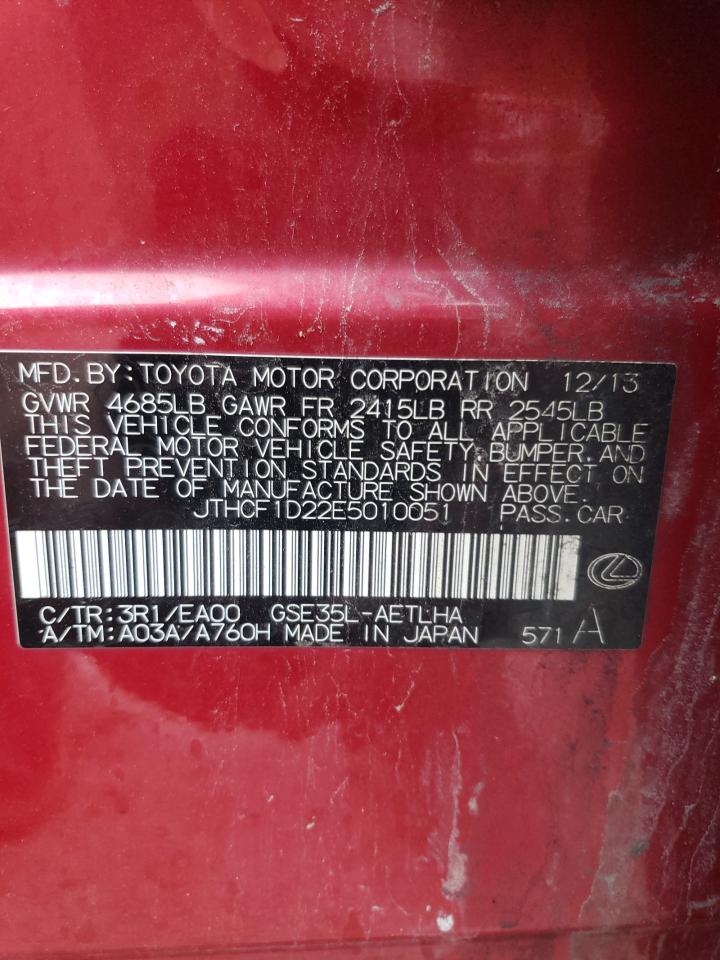 MFD.BY:TOYOTA MOTOR CORPORATION 12/13
GVWR 4685LB GAWR FR 2415LB RR 2545LB
THIS VEHICLE CONFORMS TO ALL APPLICABLE
FEDERAL MOTOR VEHICLE SAFETY,BUMPER,AND
THEFT PREVENTION STANDARDS IN EFFECT ON
THE DATE OF MANUFACTURE SHOWN ABOVE.
JTHCF1D22E5010051 PASS.CAR
C/TR:3R1/EA00 GSE35L-AETLHA
A/TM:A03A/A760H MADE IN JAPAN 571 A